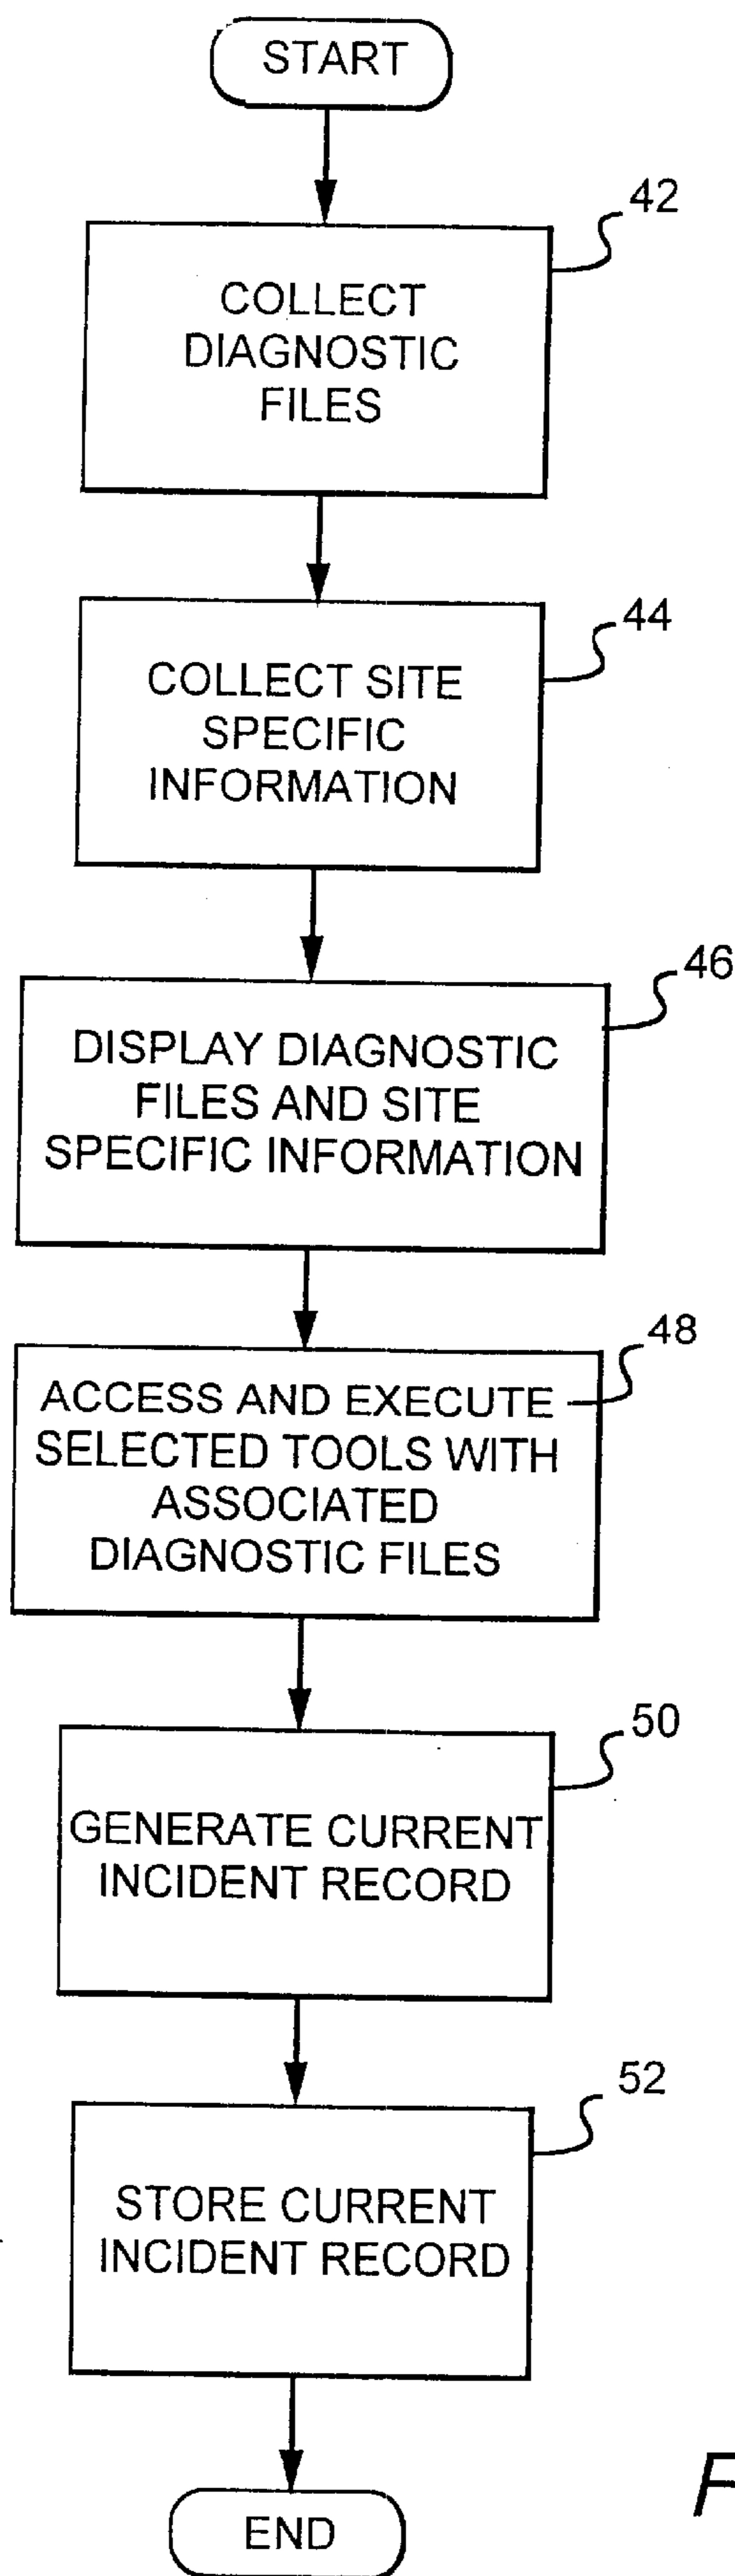 START
42
COLLECT
DIAGNOSTIC
FILES
44
COLLECT SITE
SPECIFIC
INFORMATION
46
DISPLAY DIAGNOSTIC
FILES AND SITE
SPECIFIC INFORMATION
48
ACCESS AND EXECUTE
SELECTED TOOLS WITH
ASSOCIATED
DIAGNOSTIC FILES
50
GENERATE CURRENT
INCIDENT RECORD
52
STORE CURRENT
INCIDENT RECORD
END